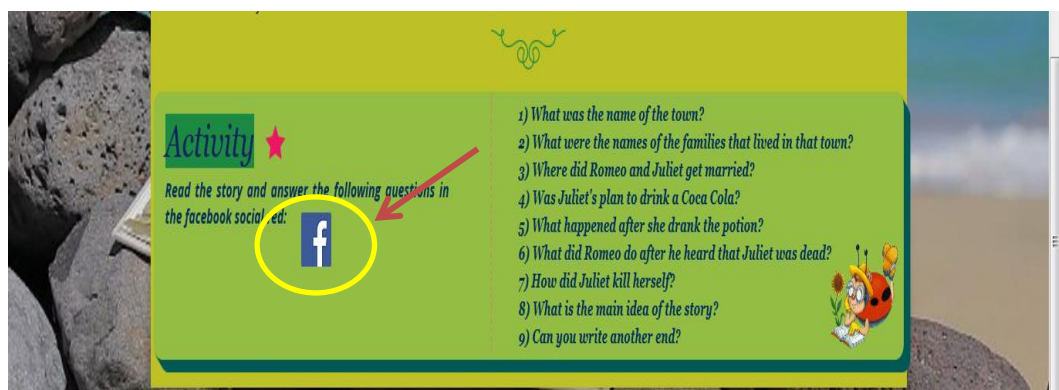 Activity
Read the story and answer the following questions in
the facebook social red:
f
1) What was the name of the town?
2) What were the names of the families that lived in that town?
3) Where did Romeo and Juliet get married?
4) Was Juliet's plan to drink a Coca Cola?
5) What happened after she drank the potion?
6) What did Romeo do after he heard that Juliet was dead?
7) How did Juliet kill herself?
8) What is the main idea of the story?
9) Can you write another end?